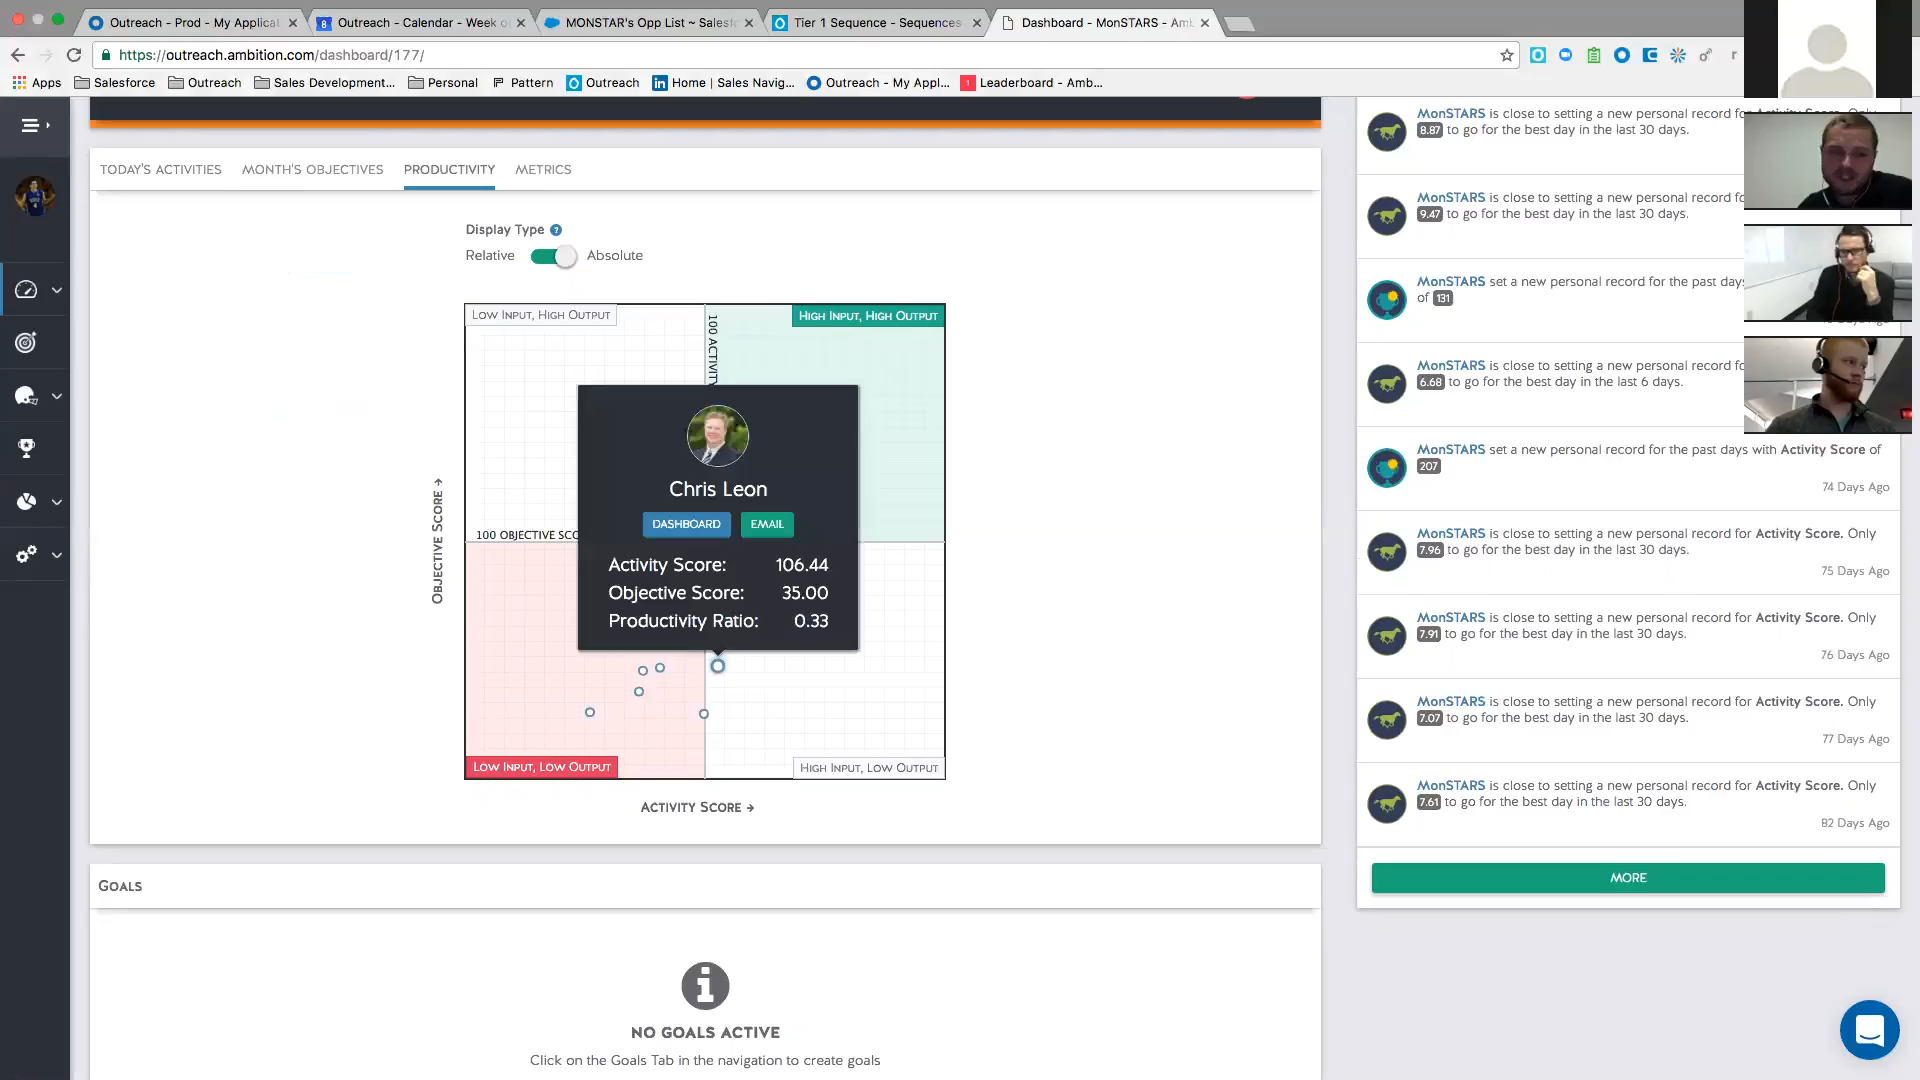 Outreach - Prod - My Applicat
Outreach - Calendar - Week o
MONSTAR's Opp List ~ Salesf
Tier 1 Sequence - Sequences
Dashboard - MonSTARS - Amb
https://outreach.ambition.com/dashboard/177/
Apps
Salesforce
Outreach
Sales Development...
Personal
Pattern
Outreach
Home | Sales Navig...
Outreach - My Appl...
Leaderboard - Amb...
TODAY'S ACTIVITIES
MONTH'S OBJECTIVES
PRODUCTIVITY
METRICS
Display Type ?
Relative
Absolute
LOW INPUT, HIGH OUTPUT
HIGH INPUT, HIGH OUTPUT
100 ACTIVITY
100 OBJECTIVE SCO
OBJECTIVE SCORE →
Chris Leon
DASHBOARD
EMAIL
Activity Score: 106.44
Objective Score: 35.00
Productivity Ratio: 0.33
LOW INPUT, LOW OUTPUT
HIGH INPUT, LOW OUTPUT
ACTIVITY SCORE →
GOALS
NO GOALS ACTIVE
Click on the Goals Tab in the navigation to create goals
MonSTARS is close to setting a new personal record for Activity Score. Only
8.87 to go for the best day in the last 30 days.
MonSTARS is close to setting a new personal record fo
9.47 to go for the best day in the last 30 days.
MonSTARS set a new personal record for the past days
of 131
MonSTARS is close to setting a new personal record fo
6.68 to go for the best day in the last 6 days.
MonSTARS set a new personal record for the past days with Activity Score of
207
74 Days Ago
MonSTARS is close to setting a new personal record for Activity Score. Only
7.96 to go for the best day in the last 30 days.
75 Days Ago
MonSTARS is close to setting a new personal record for Activity Score. Only
7.91 to go for the best day in the last 30 days.
76 Days Ago
MonSTARS is close to setting a new personal record for Activity Score. Only
7.07 to go for the best day in the last 30 days.
77 Days Ago
MonSTARS is close to setting a new personal record for Activity Score. Only
7.61 to go for the best day in the last 30 days.
82 Days Ago
MORE